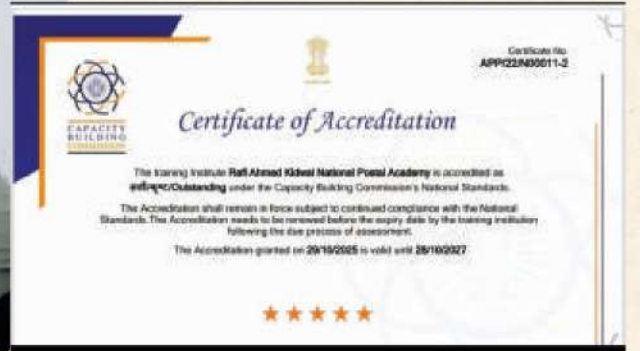 Certificate No
APP/22/N00011-2
CAPACITY
BUILDING
COMMISSION
Certificate of Accreditation
The training Institute Rafi Ahmed Kidwai National Postal Academy is accredited as
सर्वोत्कृष्ट/Outstanding under the Capacity Building Commission's National Standards.
The Accreditation shall remain in force subject to continued compliance with the National
Standards. The Accreditation needs to be renewed before the expiry date by the training institution
following the due process of assessment.
The Accreditation granted on 29/10/2025 is valid until 28/10/2027